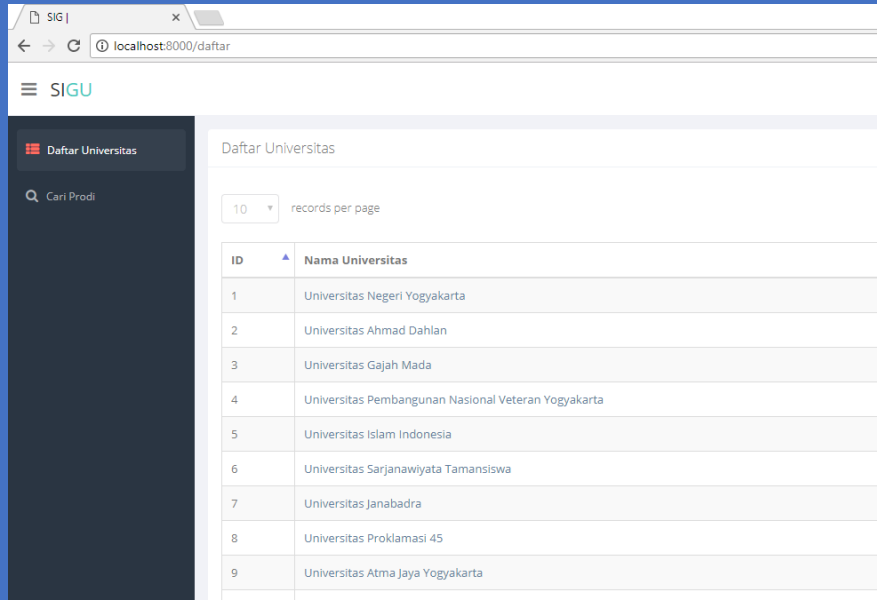 SIG |
localhost:8000/daftar
SIGU
Daftar Universitas
Cari Prodi
Daftar Universitas
10 records per page
ID Nama Universitas
1 Universitas Negeri Yogyakarta
2 Universitas Ahmad Dahlan
3 Universitas Gajah Mada
4 Universitas Pembangunan Nasional Veteran Yogyakarta
5 Universitas Islam Indonesia
6 Universitas Sarjanawiyata Tamansiswa
7 Universitas Janabadra
8 Universitas Proklamasi 45
9 Universitas Atma Jaya Yogyakarta